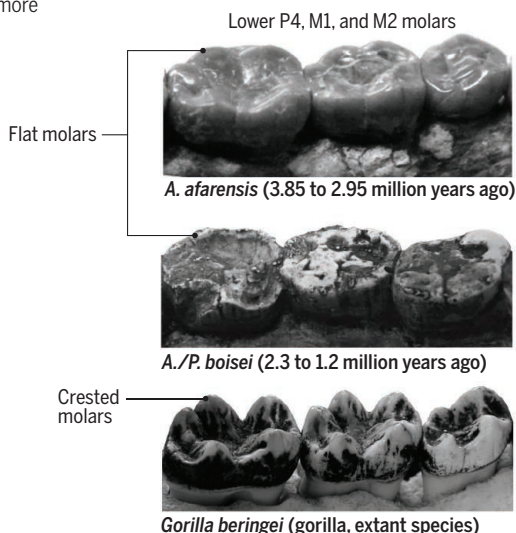 more
Lower P4, M1, and M2 molars
Flat molars
A. afarensis (3.85 to 2.95 million years ago)
A./P. boisei (2.3 to 1.2 million years ago)
Crested
molars
Gorilla beringei (gorilla, extant species)